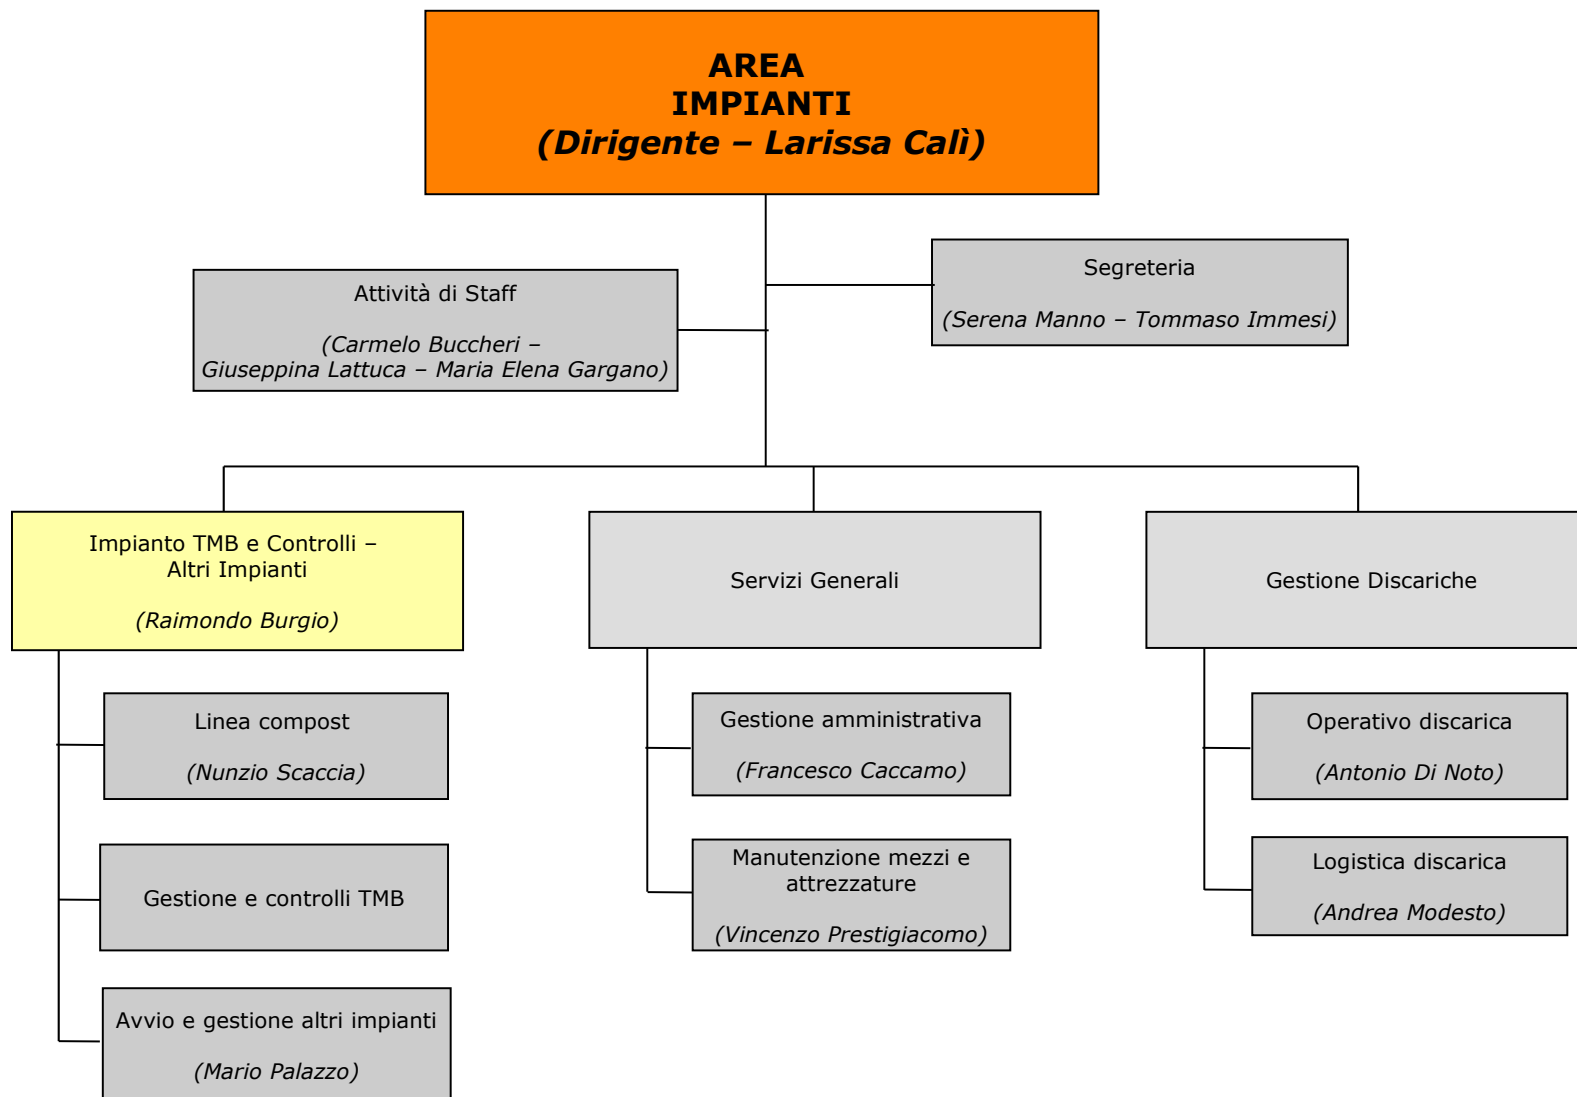 AREA
IMPIANTI
(Dirigente – Larissa Calì)
Segreteria
(Serena Manno – Tommaso Immesi)
Attività di Staff
(Carmelo Buccheri –
Giuseppina Lattuca – Maria Elena Gargano)
Impianto TMB e Controlli –
Altri Impianti
(Raimondo Burgio)
Servizi Generali
Gestione Discariche
Linea compost
(Nunzio Scaccia)
Gestione e controlli TMB
Avvio e gestione altri impianti
(Mario Palazzo)
Gestione amministrativa
(Francesco Caccamo)
Manutenzione mezzi e
attrezzature
(Vincenzo Prestigiacomo)
Operativo discarica
(Antonio Di Noto)
Logistica discarica
(Andrea Modesto)